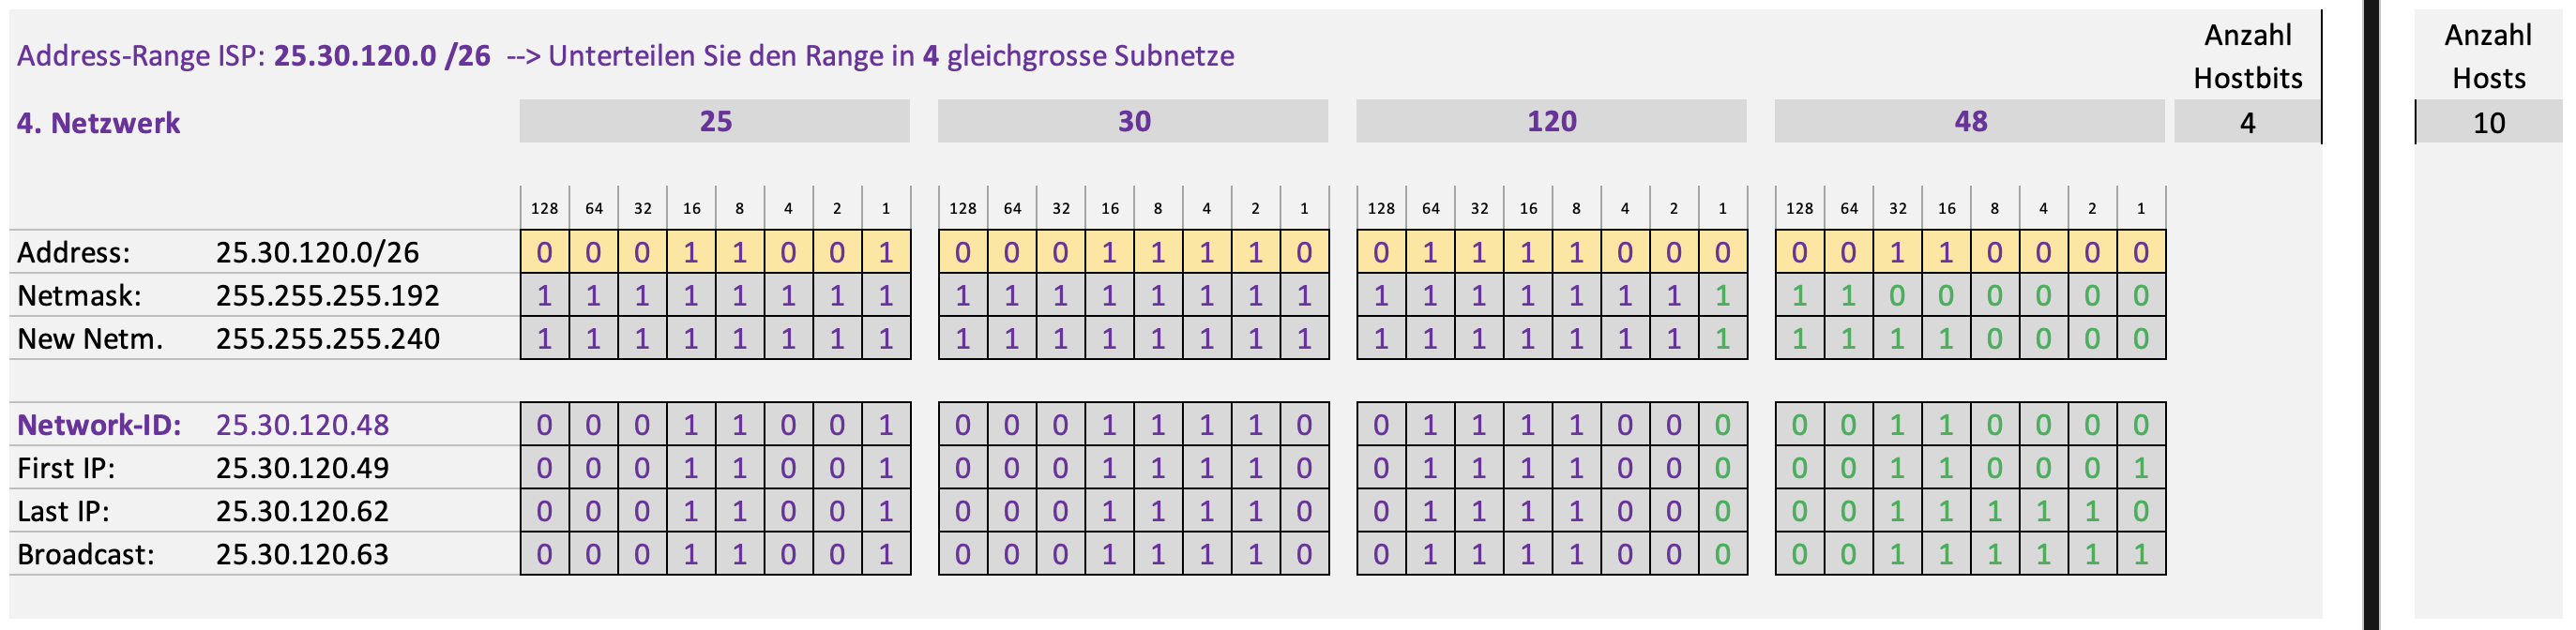 Address-Range ISP: 25.30.120.0 /26 --> Unterteilen Sie den Range in 4 gleichgrosse Subnetze
Anzahl Hostbits
Anzahl Hosts
4. Netzwerk 25 30 120 48 4 10
128 64 32 16 8 4 2 1 128 64 32 16 8 4 2 1 128 64 32 16 8 4 2 1 128 64 32 16 8 4 2 1
Address: 25.30.120.0/26 0 0 0 1 1 0 0 1 0 0 0 1 1 1 1 0 0 1 1 1 1 0 0 0 0 0 1 1 0 0 0 0
Netmask: 255.255.255.192 1 1 1 1 1 1 1 1 1 1 1 1 1 1 1 1 1 1 1 1 1 1 1 1 1 1 0 0 0 0 0 0
New Netm. 255.255.255.240 1 1 1 1 1 1 1 1 1 1 1 1 1 1 1 1 1 1 1 1 1 1 1 1 1 1 1 1 0 0 0 0
Network-ID: 25.30.120.48 0 0 0 1 1 0 0 1 0 0 0 1 1 1 1 0 0 1 1 1 1 0 0 0 0 0 1 1 0 0 0 0
First IP: 25.30.120.49 0 0 0 1 1 0 0 1 0 0 0 1 1 1 1 0 0 1 1 1 1 0 0 0 0 0 1 1 0 0 0 1
Last IP: 25.30.120.62 0 0 0 1 1 0 0 1 0 0 0 1 1 1 1 0 0 1 1 1 1 0 0 0 0 0 1 1 1 1 1 0
Broadcast: 25.30.120.63 0 0 0 1 1 0 0 1 0 0 0 1 1 1 1 0 0 1 1 1 1 0 0 0 0 0 1 1 1 1 1 1